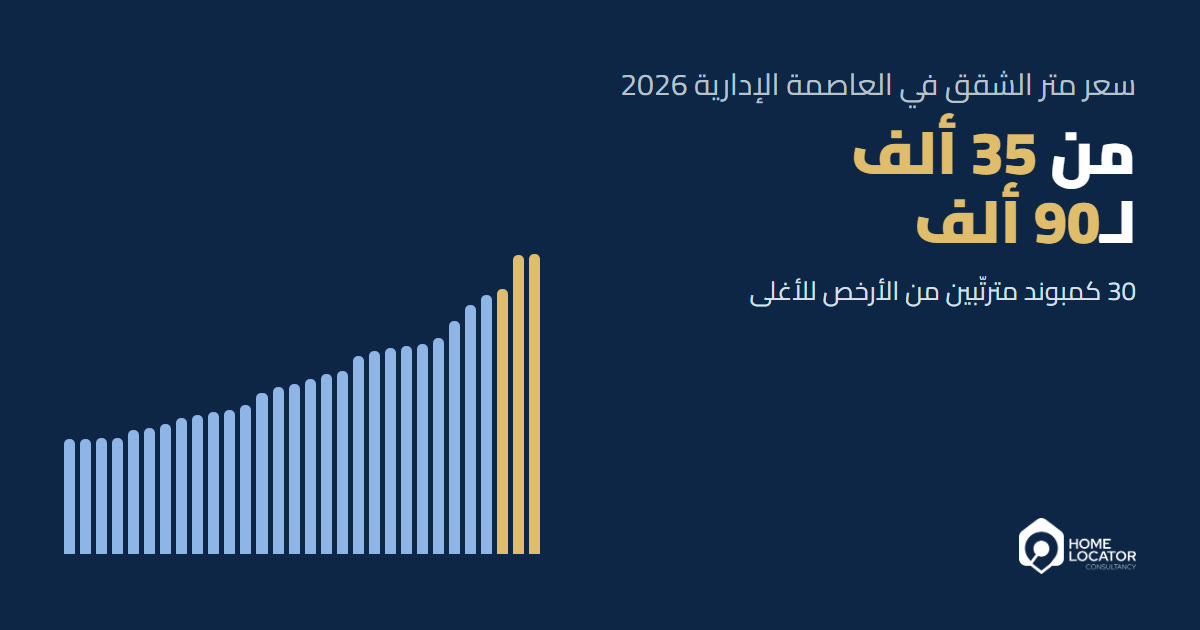 سعر متر الشقق في العاصمة الإدارية 2026
من 35 ألف
لـ90 ألف
30 كمبوند مترتّبين من الأرخص للأغلى
HOME
LOCATOR
CONSULTANCY